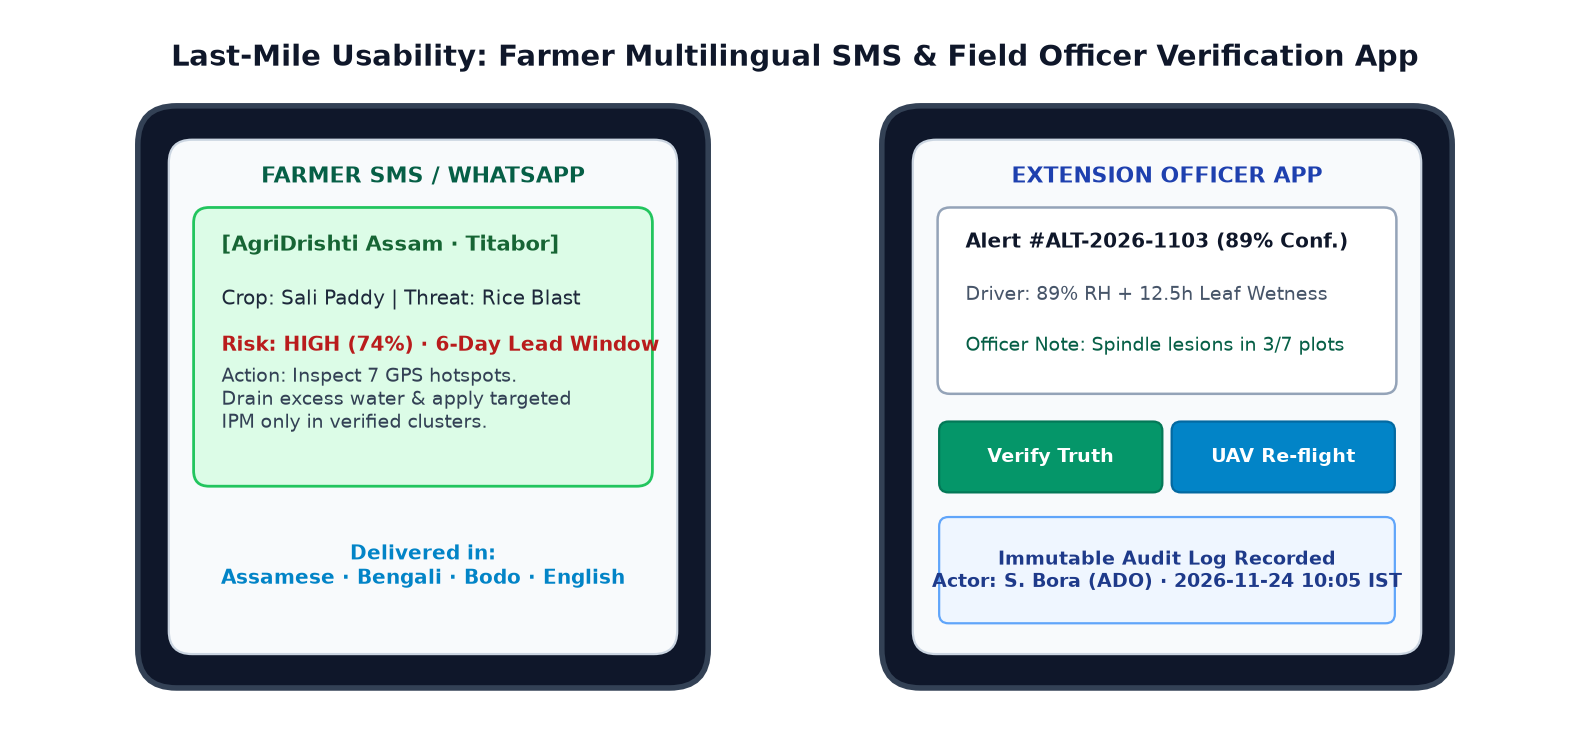 Last-Mile Usability: Farmer Multilingual SMS & Field Officer Verification App
FARMER SMS / WHATSAPP
[AgriDrishti Assam · Titabor]
Crop: Sali Paddy | Threat: Rice Blast
Risk: HIGH (74%) · 6-Day Lead Window
Action: Inspect 7 GPS hotspots.
Drain excess water & apply targeted
IPM only in verified clusters.
Delivered in:
Assamese · Bengali · Bodo · English
EXTENSION OFFICER APP
Alert #ALT-2026-1103 (89% Conf.)
Driver: 89% RH + 12.5h Leaf Wetness
Officer Note: Spindle lesions in 3/7 plots
Verify Truth
UAV Re-flight
Immutable Audit Log Recorded
Actor: S. Bora (ADO) · 2026-11-24 10:05 IST